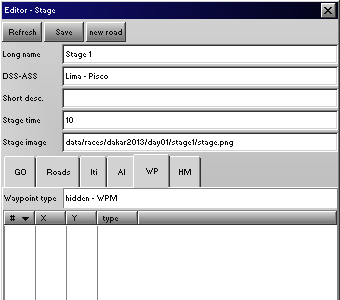 Editor - Stage
Refresh Save new road
Long name Stage 1
DSS-ASS Lima - Pisco
Short desc.
Stage time 10
Stage image data/races/dakar2013/day01/stage1/stage.png
GO Roads Iti AI WP HM
Waypoint type hidden - WPM
# X Y type